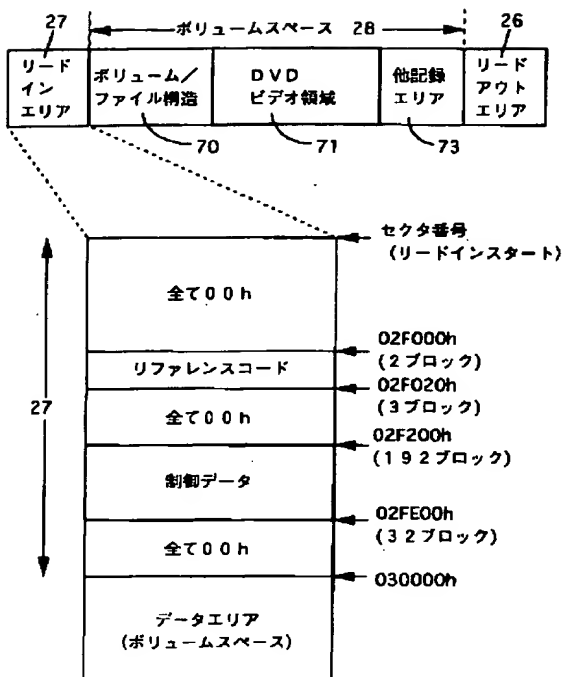 27
ボリュームスペース 28
26
リード
イン
エリア
ボリューム/
ファイル構造
DVD
ビデオ領域
他記録
エリア
リード
アウト
エリア
70
71
73
セクタ番号
(リードインスタート)
全て00h
02F000h
(2ブロック)
リファレンスコード
02F020h
(3ブロック)
27
全て00h
02F200h
(192ブロック)
制御データ
02FE00h
(32ブロック)
全て00h
030000h
データエリア
(ボリュームスペース)